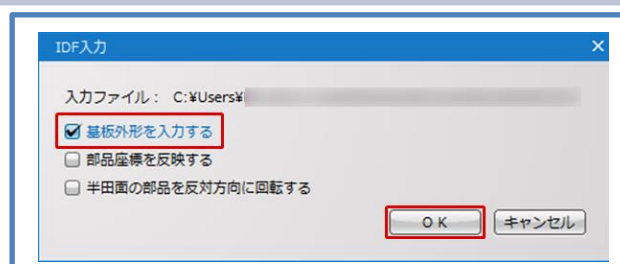 IDF入力
入力ファイル： C:¥Users¥
基板外形を入力する
部品座標を反映する
半田面の部品を反対方向に回転する
ＯＫ キャンセル